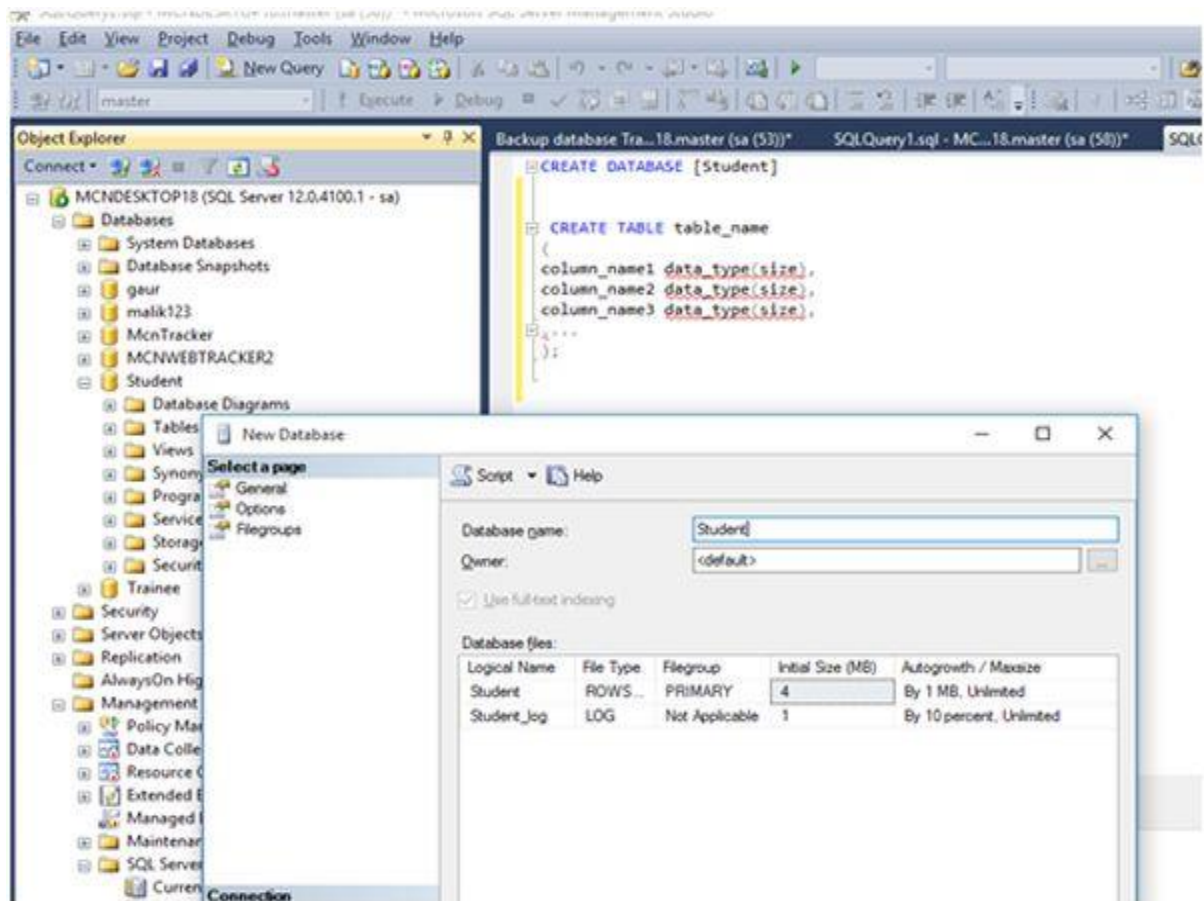 File Edit View Project Debug Tools Window Help
New Query
master Execute Debug
Object Explorer
Connect
MCNDESKTOP18 (SQL Server 12.0.4100.1 - sa)
Databases
System Databases
Database Snapshots
gaur
malik123
McnTracker
MCNWEBTRACKER2
Student
Database Diagrams
Tables
Views
Synony
Progra
Service
Storag
Securit
Trainee
Security
Server Objects
Replication
AlwaysOn Hig
Management
Policy Mar
Data Colle
Resource
Extended E
Managed
Maintenar
SQL Server
Curren
Backup database Tra...18.master (sa (53))* SQLQuery1.sql - MC...18.master (sa (58))*
CREATE DATABASE [Student]
CREATE TABLE table_name
(
column_name1 data_type(size),
column_name2 data_type(size),
column_name3 data_type(size),
....
);
New Database
Select a page
General
Options
Filegroups
Connection
Script Help
Database name: Student
Owner: <default> ...
Use full-text indexing
Database files:
Logical Name File Type Filegroup Initial Size (MB) Autogrowth / Maxsize
Student ROWS... PRIMARY 4 By 1 MB, Unlimited
Student_log LOG Not Applicable 1 By 10 percent, Unlimited